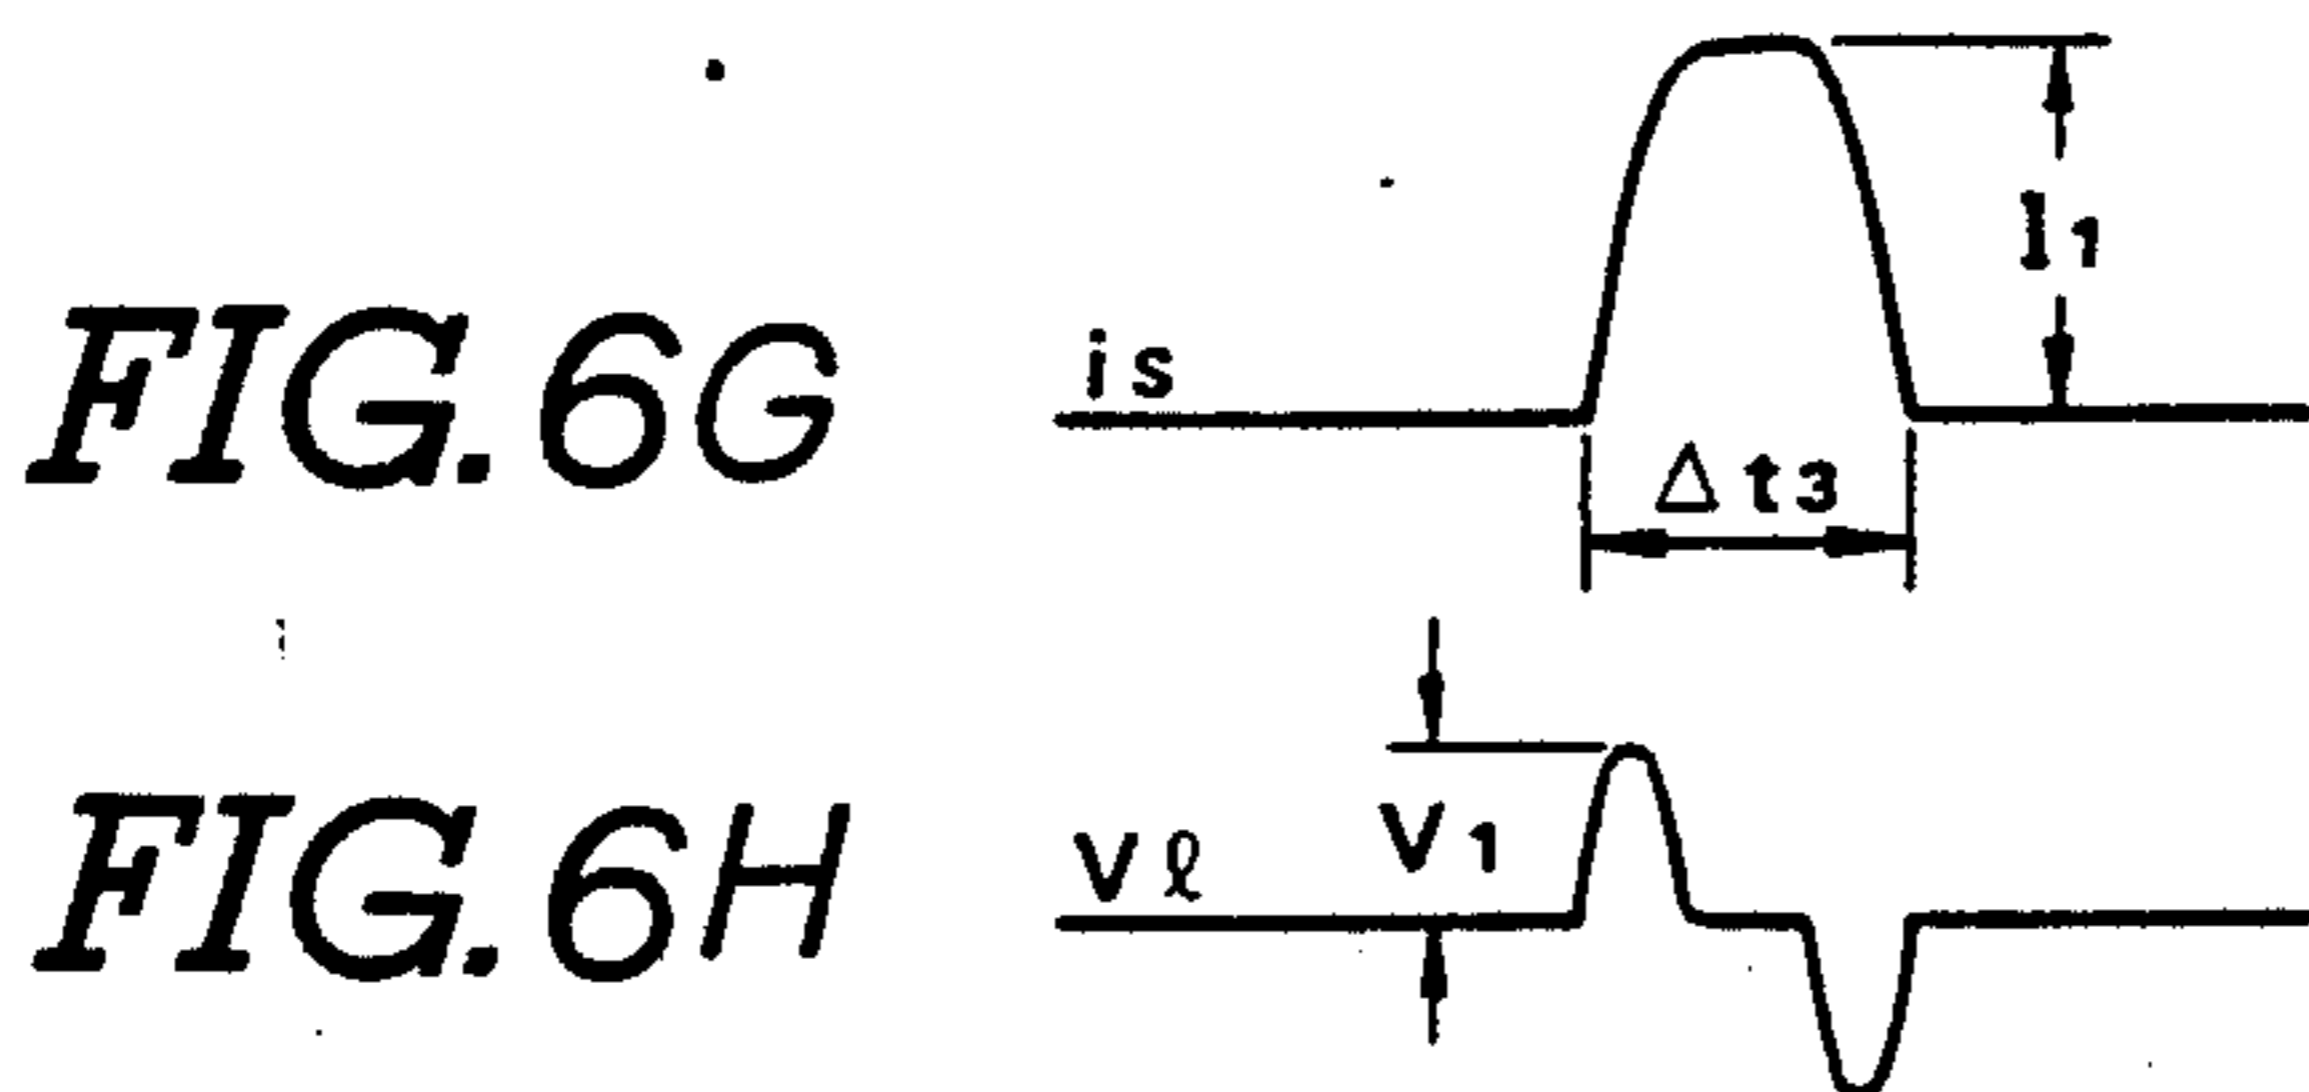 FIG. 6G
is
I1
Δt3
FIG. 6H
Vℓ
V1